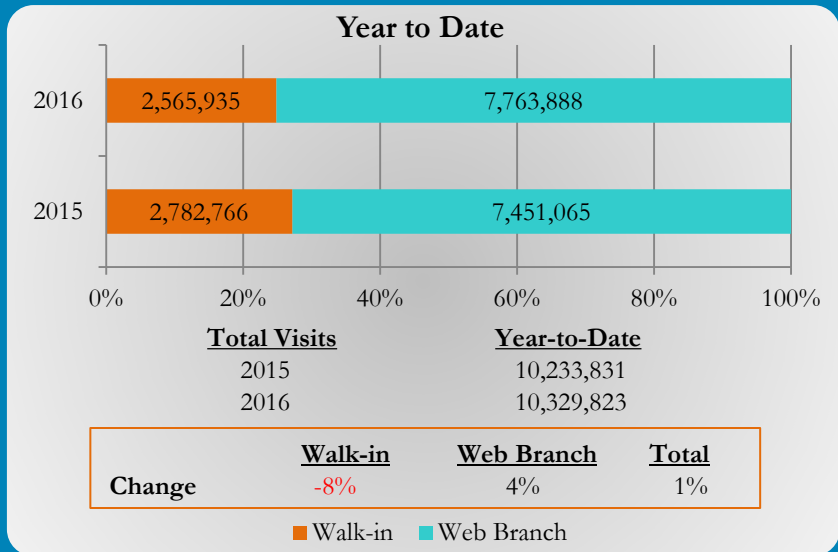 Year to Date
2016 2,565,935 7,763,888
2015 2,782,766 7,451,065
0% 20% 40% 60% 80% 100%
Total Visits Year-to-Date
2015 10,233,831
2016 10,329,823
Walk-in Web Branch Total
Change -8% 4% 1%
Walk-in Web Branch